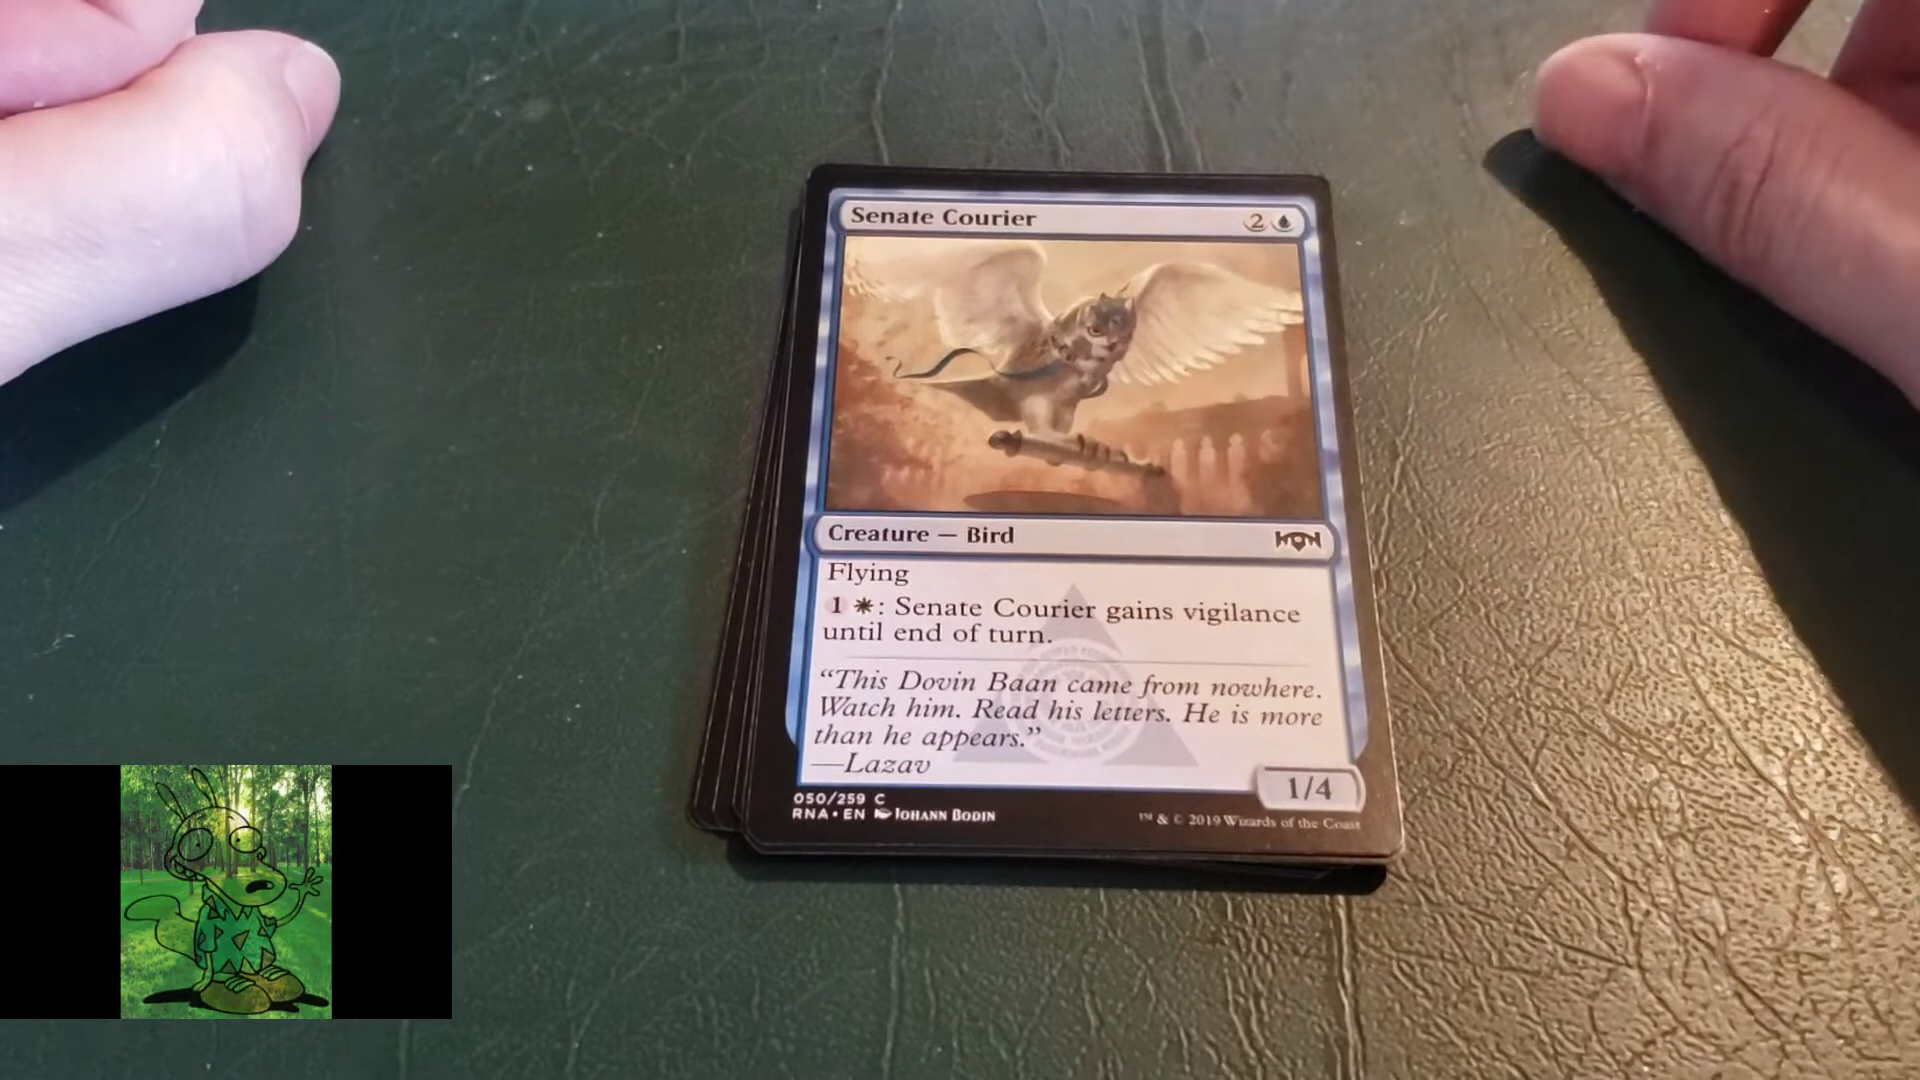 Senate Courier 2
Creature — Bird
Flying
1 : Senate Courier gains vigilance
until end of turn.
“This Dovin Baan came from nowhere.
Watch him. Read his letters. He is more
than he appears.”
—Lazav
1/4
050/259 C
RNA • EN Johann Bodin
™ & © 2019 Wizards of the Coast